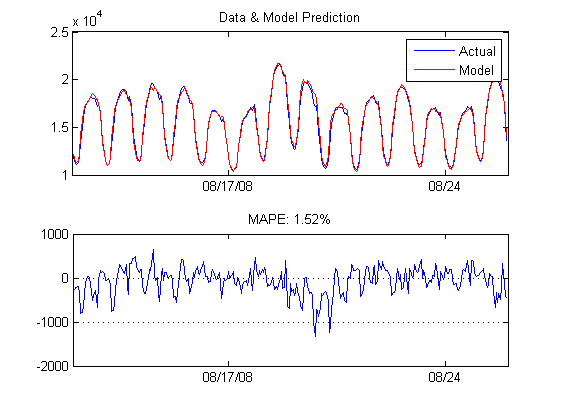 Data & Model Prediction
x 10^4
2.5
2
1.5
1
Actual
Model
08/17/08
08/24
MAPE: 1.52%
1000
0
-1000
-2000
08/17/08
08/24